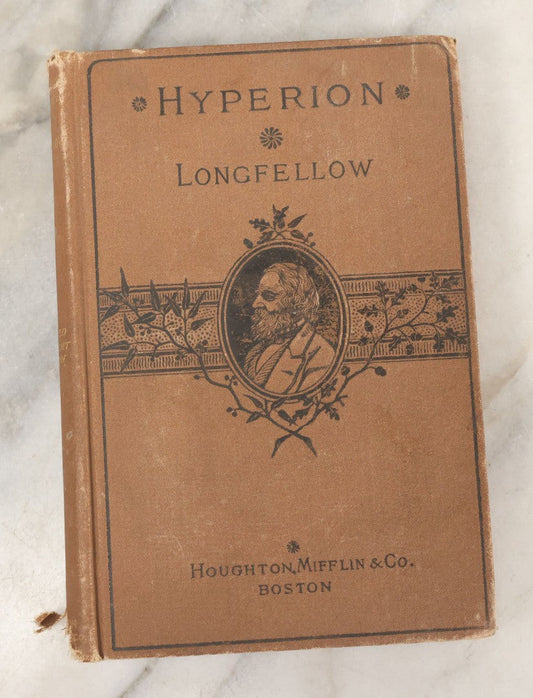 HYPERION
LONGFELLOW
HOUGHTON, MIFFLIN & CO.
BOSTON